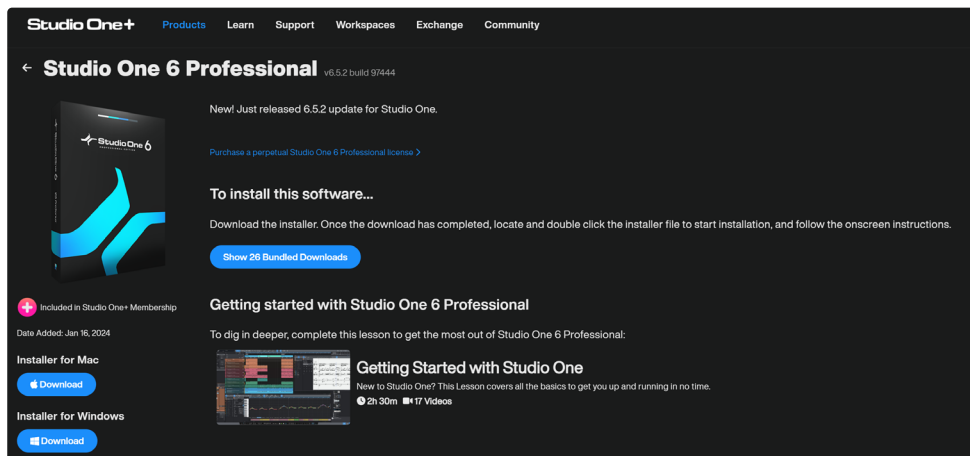 Studio One+ Products Learn Support Workspaces Exchange Community
← Studio One 6 Professional v6.5.2 build 97444
New! Just released 6.5.2 update for Studio One.
Studio One 6
PROFESSIONAL EDITION
Purchase a perpetual Studio One 6 Professional license >
To install this software...
Download the installer. Once the download has completed, locate and double click the installer file to start installation, and follow the onscreen instructions.
Show 26 Bundled Downloads
Included in Studio One+ Membership
Date Added: Jan 16, 2024
Installer for Mac
Download
Installer for Windows
Download
Getting started with Studio One 6 Professional
To dig in deeper, complete this lesson to get the most out of Studio One 6 Professional:
Getting Started with Studio One
New to Studio One? This Lesson covers all the basics to get you up and running in no time.
2h 30m 17 Videos